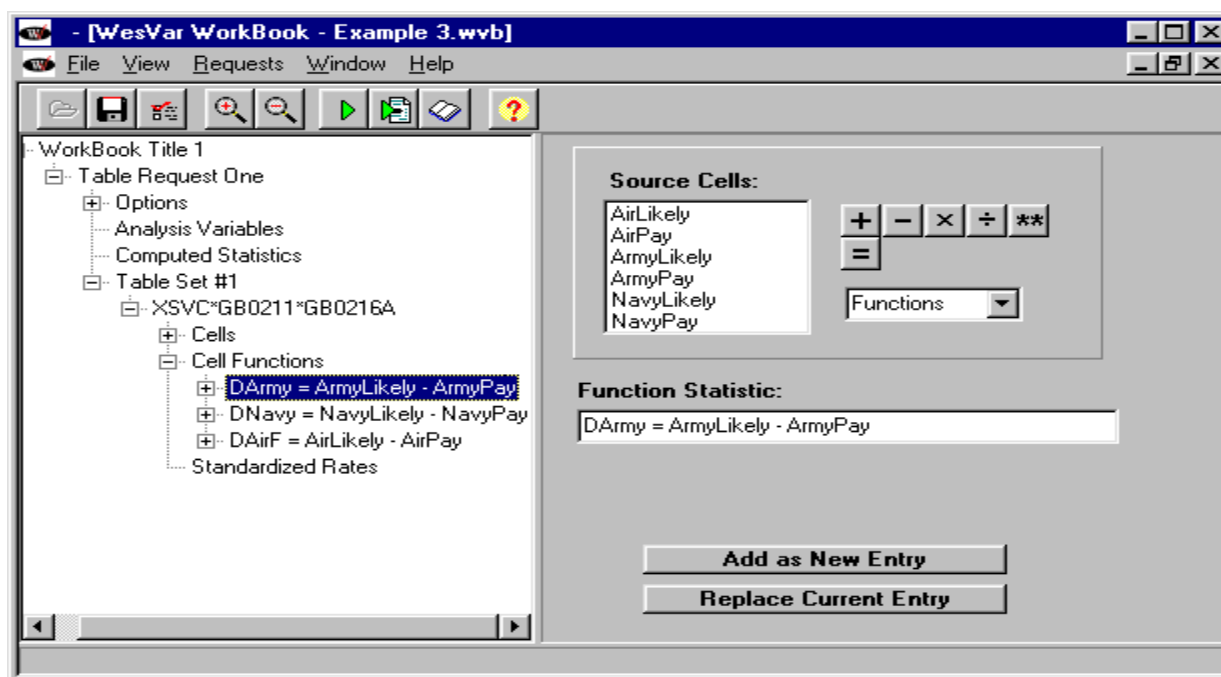 - [WesVar WorkBook - Example 3.wvb]
File View Requests Window Help
WorkBook Title 1
Table Request One
Options
Analysis Variables
Computed Statistics
Table Set #1
XSVC*GB0211*GB0216A
Cells
Cell Functions
DArmy = ArmyLikely - ArmyPay
DNavy = NavyLikely - NavyPay
DAirF = AirLikely - AirPay
Standardized Rates
Source Cells:
AirLikely
AirPay
ArmyLikely
ArmyPay
NavyLikely
NavyPay
+ − × ÷ **
=
Functions
Function Statistic:
DArmy = ArmyLikely - ArmyPay
Add as New Entry
Replace Current Entry